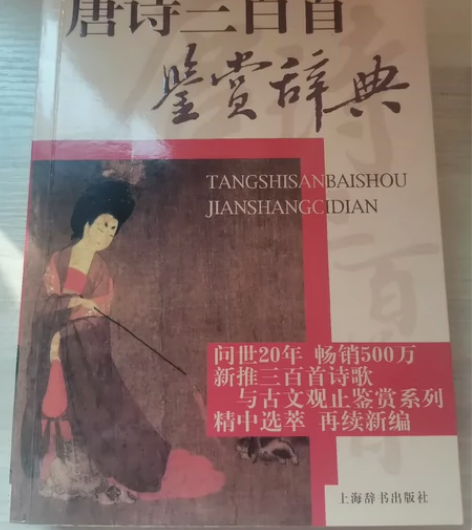 唐诗三百首
鉴赏辞典
TANGSHISANBAISHOU
JIANSHANGCIDIAN
问世20年 畅销500万
新推三百首诗歌
与古文观止鉴赏系列
精中选萃 再续新编
上海辞书出版社